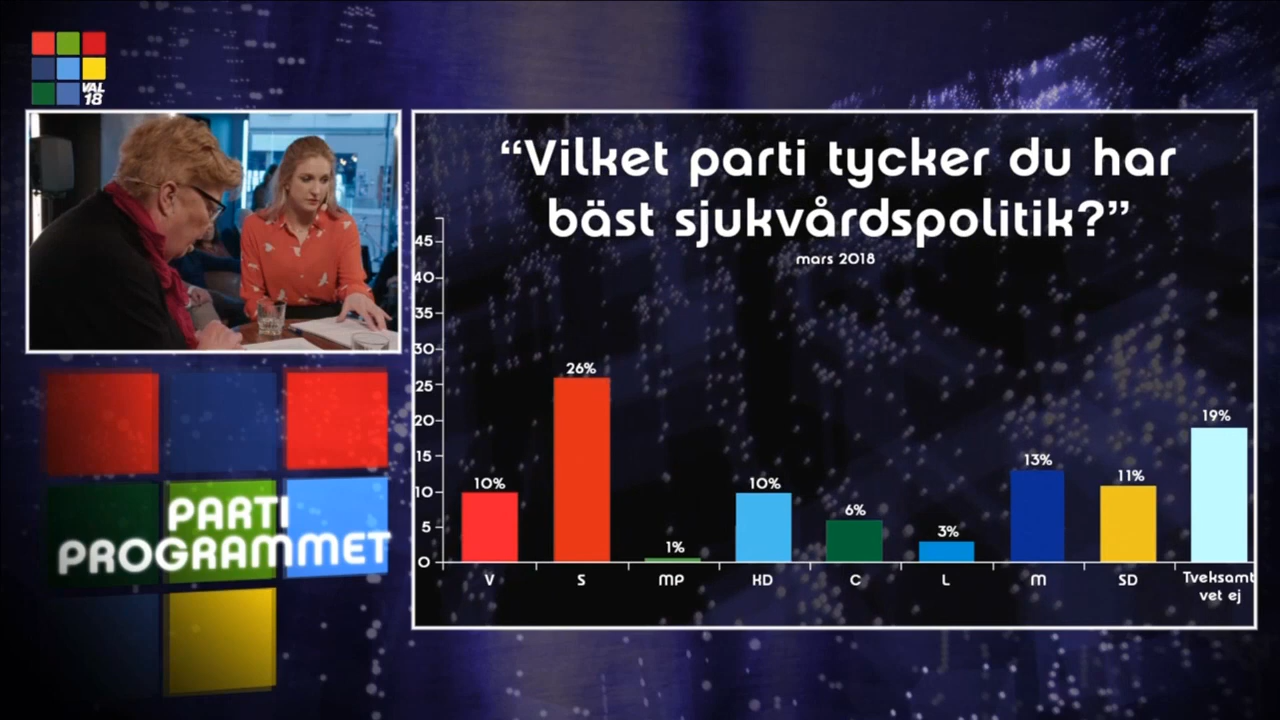 VAL
18
“Vilket parti tycker du har
bäst sjukvårdspolitik?”
mars 2018
45
40
35
30
25
20
15
10
5
0
10%
26%
1%
10%
6%
3%
13%
11%
19%
V S MP KD C L M SD Tveksamt
vet ej
PARTI
PROGRAMMET